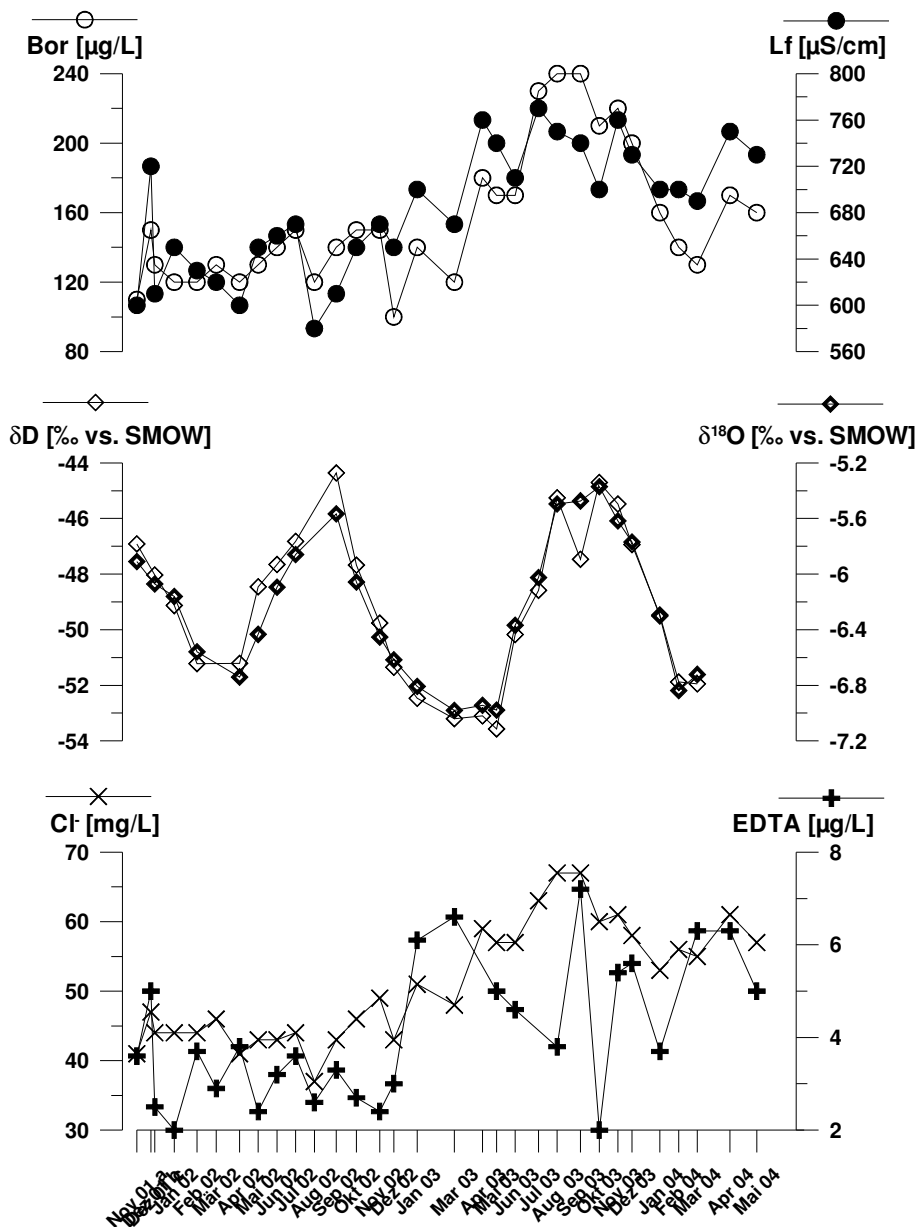 Bor [µg/L] Lf [µS/cm]
240 800
200 760
720
160 680
640
120 600
80 560
δD [‰ vs. SMOW] δ¹⁸O [‰ vs. SMOW]
-44 -5.2
-46 -5.6
-48 -6
-50 -6.4
-52 -6.8
-54 -7.2
Cl⁻ [mg/L] EDTA [µg/L]
70 8
60 6
50
40 4
30 2
Nov 01 a
Jan 02
Feb 02
Mär 02
Apr 02
Mai 02
Jun 02
Jul 02
Aug 02
Sep 02
Okt 02
Nov 02
Dez 02
Jan 03
Mar 03
Apr 03
Mai 03
Jun 03
Jul 03
Aug 03
Sep 03
Okt 03
Nov 03
Dez 03
Jan 04
Feb 04
Mar 04
Apr 04
Mai 04